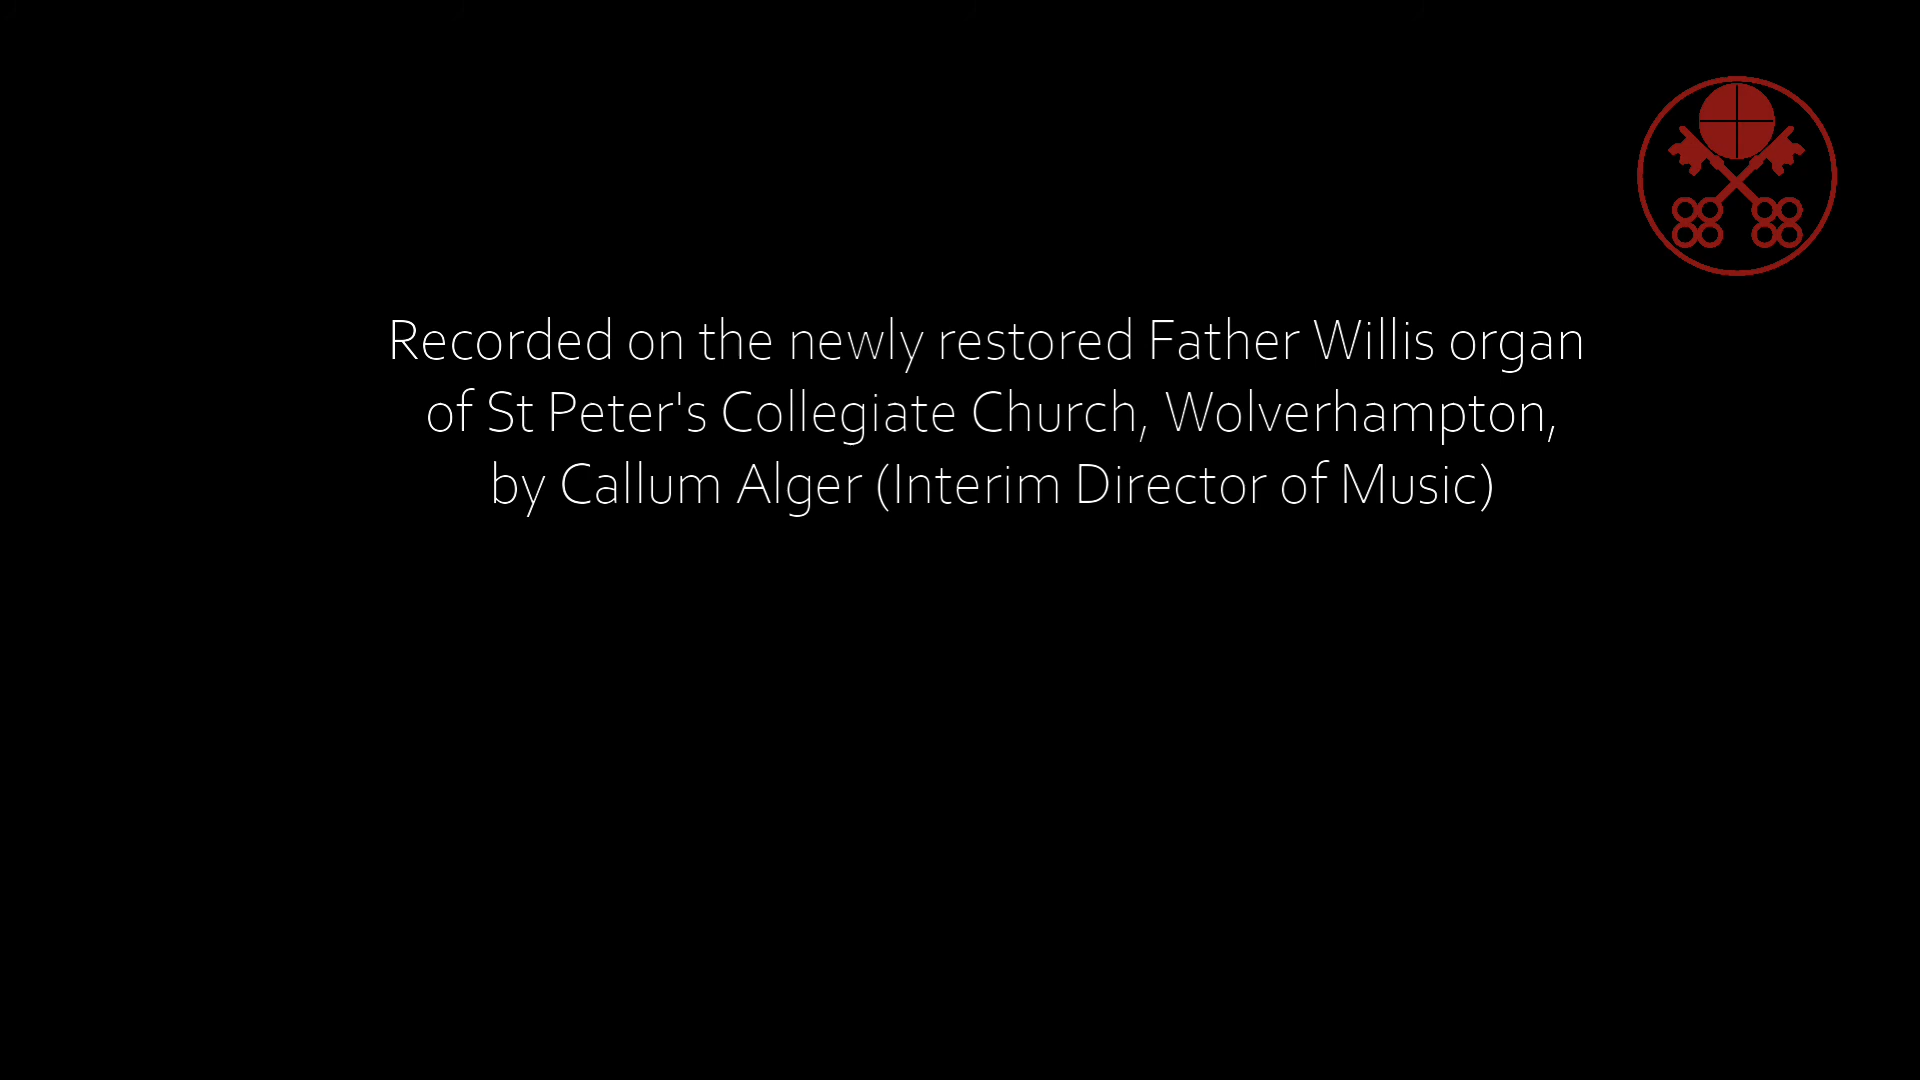 Recorded on the newly restored Father Willis organ
of St Peter's Collegiate Church, Wolverhampton,
by Callum Alger (Interim Director of Music)